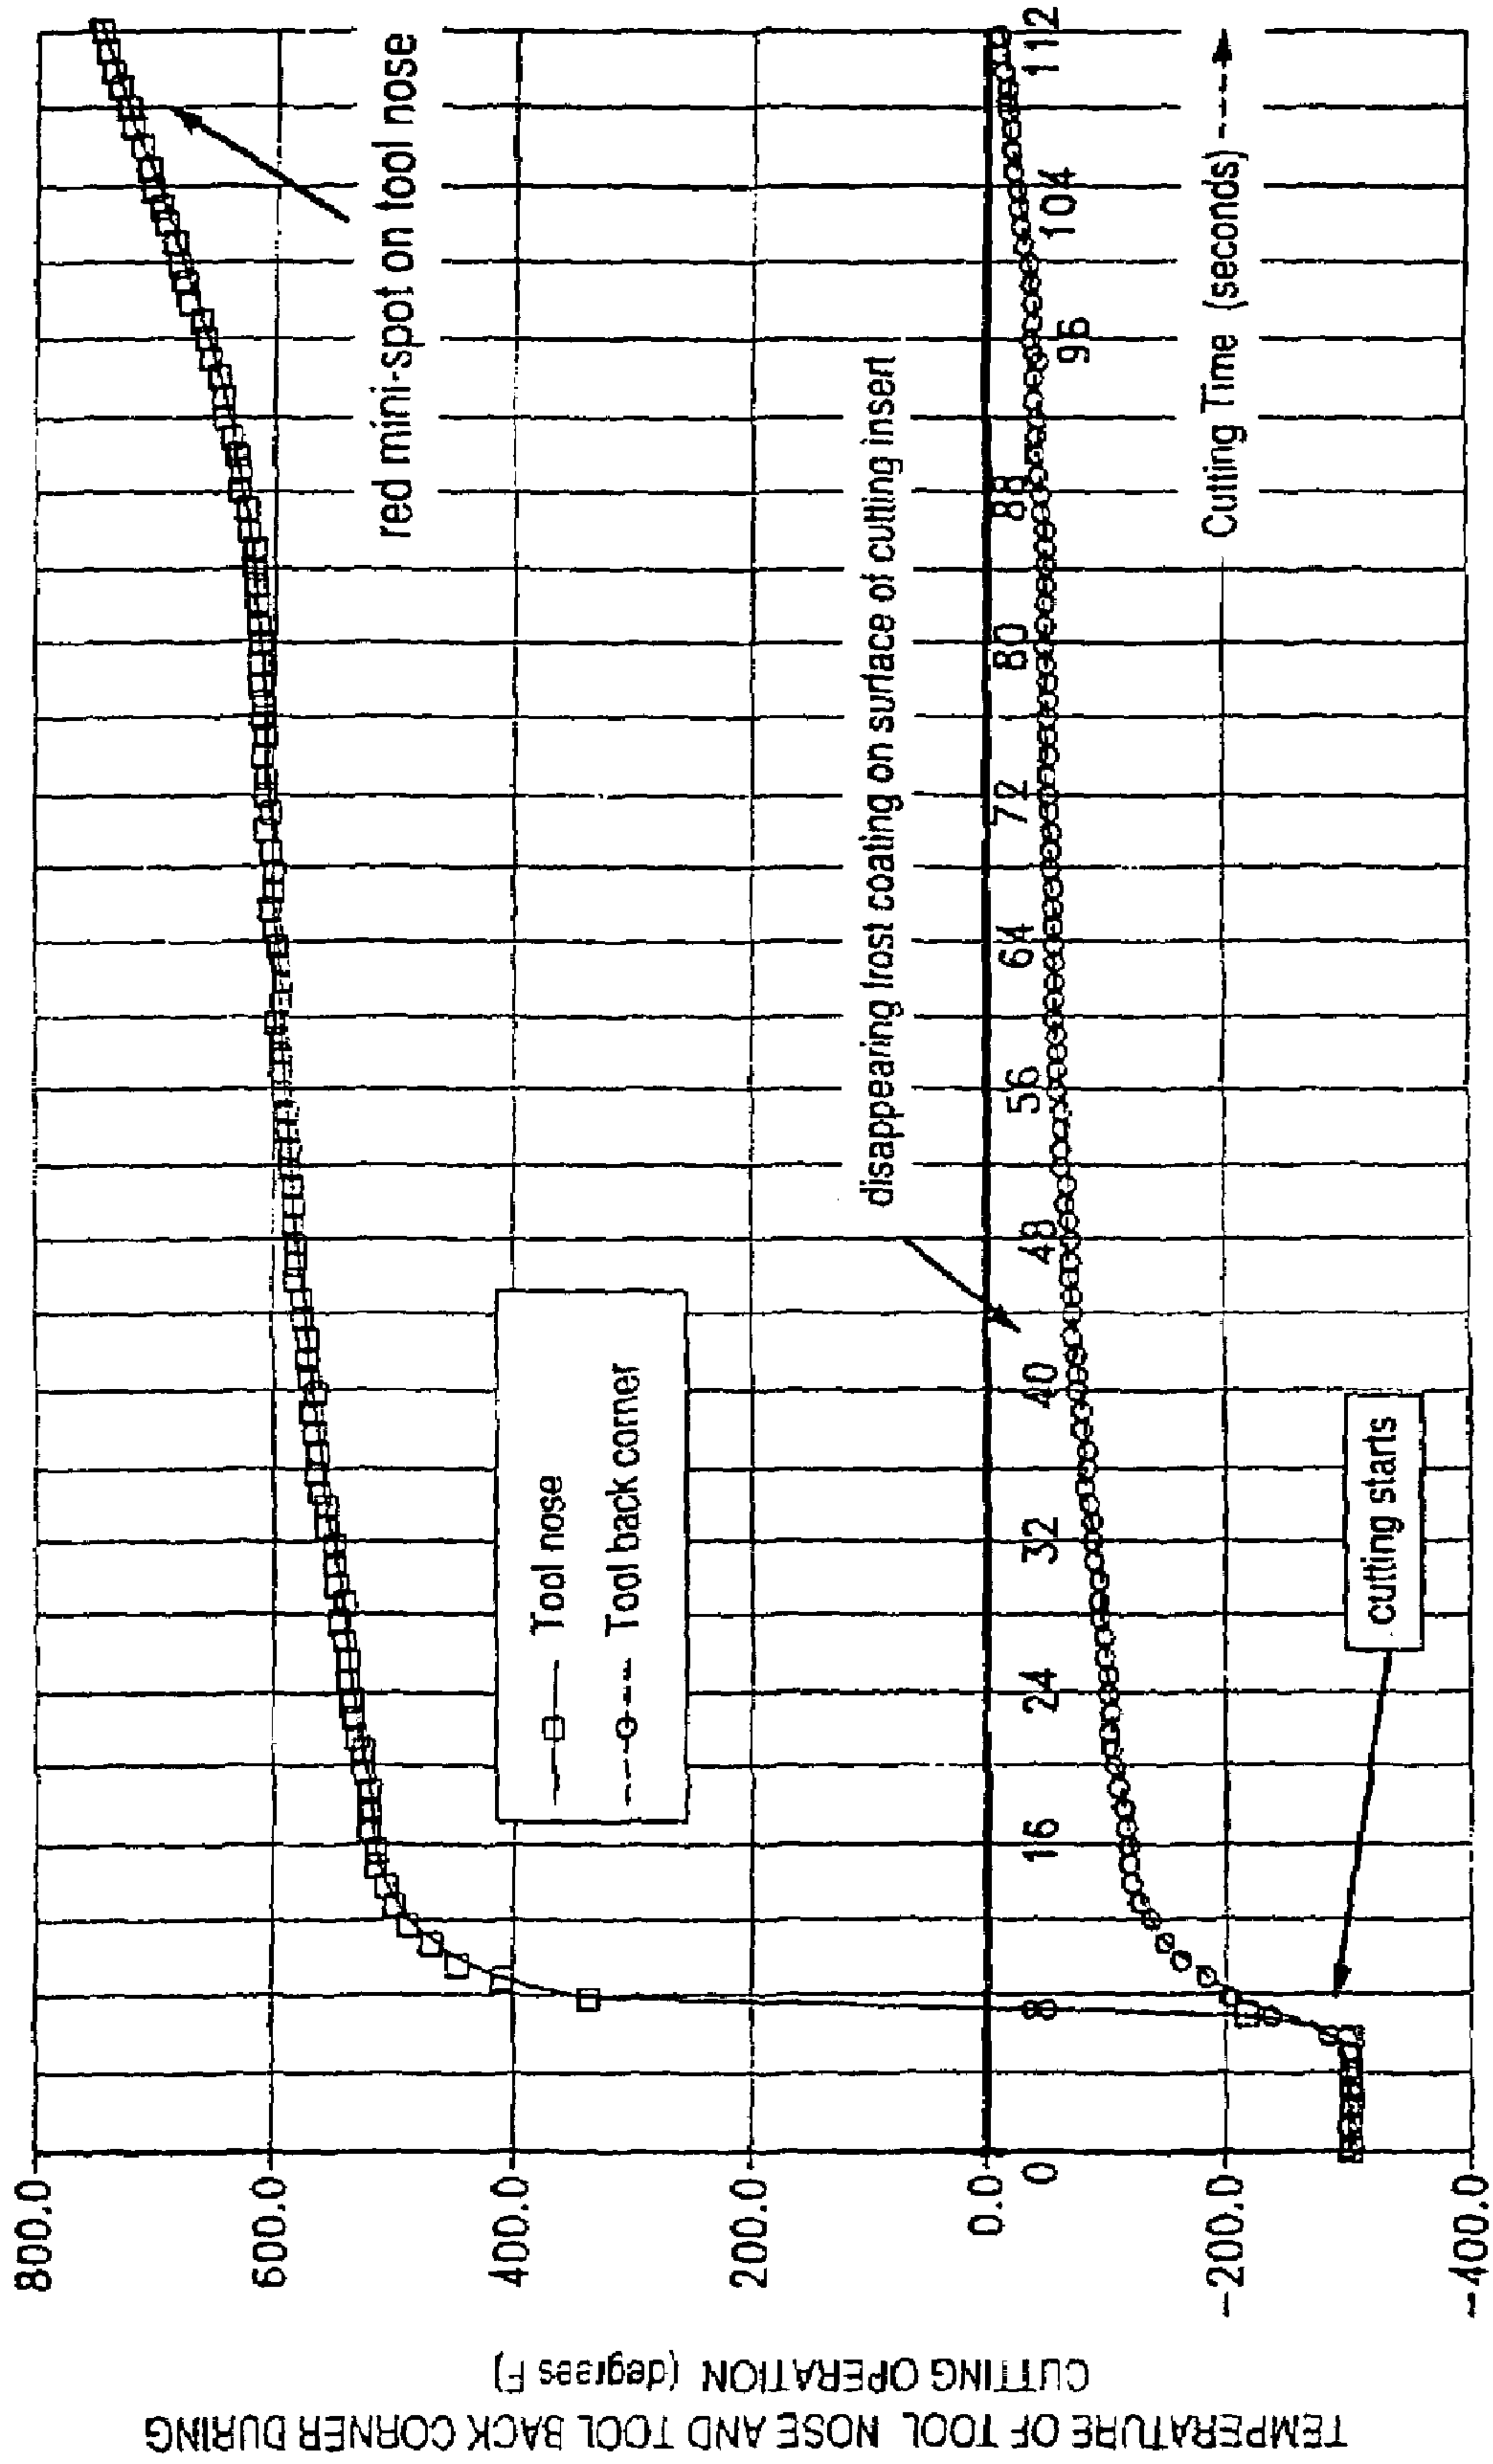 TEMPERATURE OF TOOL NOSE AND TOOL BACK CORNER DURING
CUTTING OPERATION (degrees F)
800.0
600.0
400.0
200.0
0.0
-200.0
-400.0
0
8
16
24
32
40
48
56
64
72
80
88
96
104
112
Tool nose
Tool back corner
red mini-spot on tool nose
disappearing frost coating on surface of cutting insert
Cutting Time (seconds)
cutting starts